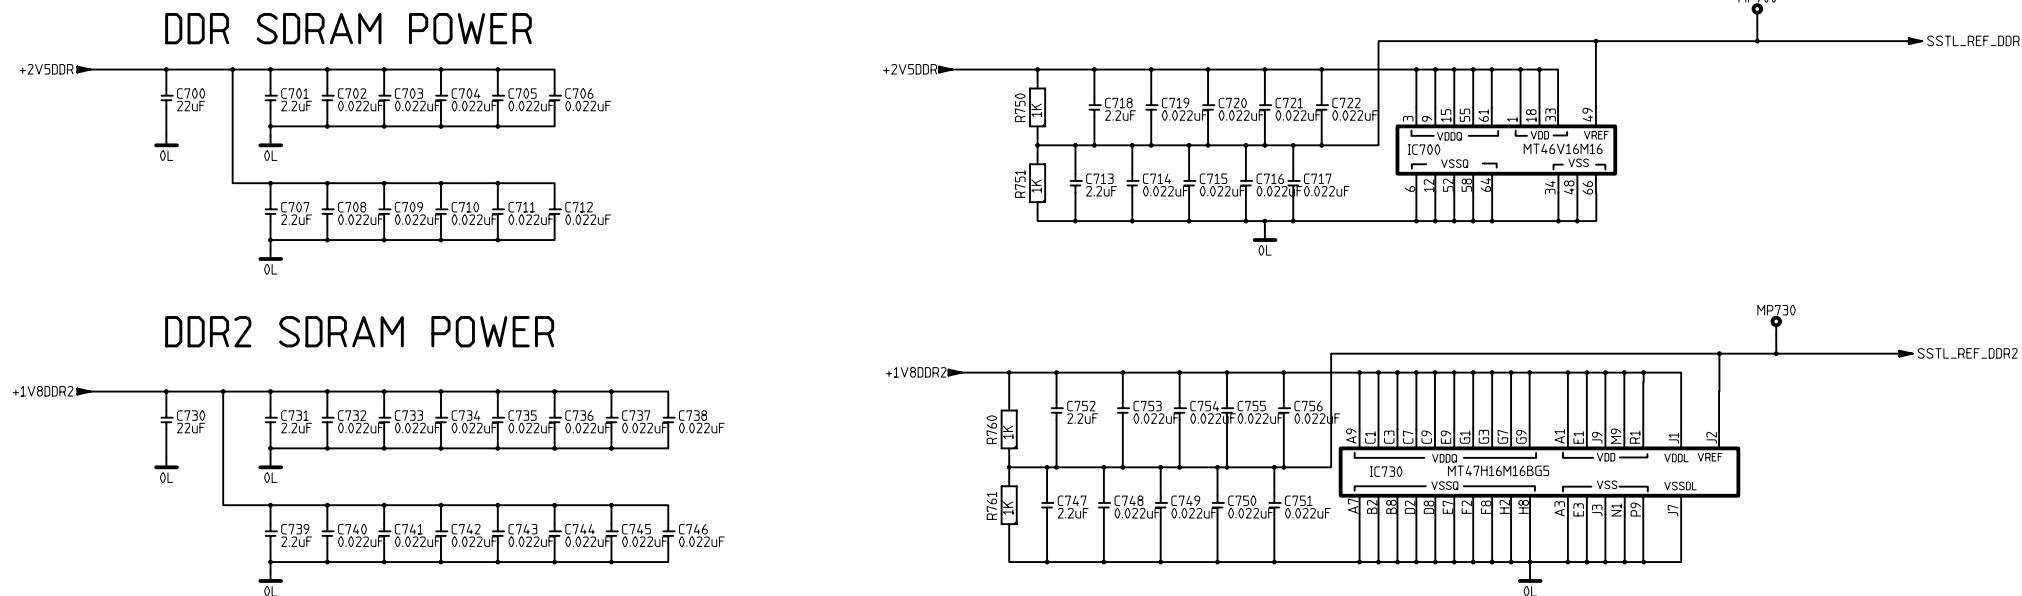 DDR SDRAM POWER
+2V5DDR
C700 22uF
C701 2.2uF
C702 0.022uF
C703 0.022uF
C704 0.022uF
C705 0.022uF
C706 0.022uF
0L
0L
C707 2.2uF
C708 0.022uF
C709 0.022uF
C710 0.022uF
C711 0.022uF
C712 0.022uF
0L
MP700
SSTL_REF_DDR
+2V5DDR
R750 1K
C718 2.2uF
C719 0.022uF
C720 0.022uF
C721 0.022uF
C722 0.022uF
3 9 15 55 61 1 18 33 49
VDDQ VDD VREF
IC700 MT46V16M16
VSSQ VSS
R751 1K
C713 2.2uF
C714 0.022uF
C715 0.022uF
C716 0.022uF
C717 0.022uF
6 12 52 58 64 34 48 66
0L
DDR2 SDRAM POWER
+1V8DDR2
C730 22uF
C731 2.2uF
C732 0.022uF
C733 0.022uF
C734 0.022uF
C735 0.022uF
C736 0.022uF
C737 0.022uF
C738 0.022uF
0L
0L
C739 2.2uF
C740 0.022uF
C741 0.022uF
C742 0.022uF
C743 0.022uF
C744 0.022uF
C745 0.022uF
C746 0.022uF
0L
MP730
SSTL_REF_DDR2
+1V8DDR2
R760 1K
C752 2.2uF
C753 0.022uF
C754 0.022uF
C755 0.022uF
C756 0.022uF
A9 C1 C3 C7 C9 E9 G1 G3 G7 G9 A1 E1 J9 M9 R1 J1 J2
VDDQ VDD VDDL VREF
IC730 MT47H16M16BG5
VSSQ VSS VSSDL
R761 1K
C747 2.2uF
C748 0.022uF
C749 0.022uF
C750 0.022uF
C751 0.022uF
A7 B2 B8 D2 D8 E7 F2 F8 H2 H8 A3 E3 J3 N1 P9 J7
0L